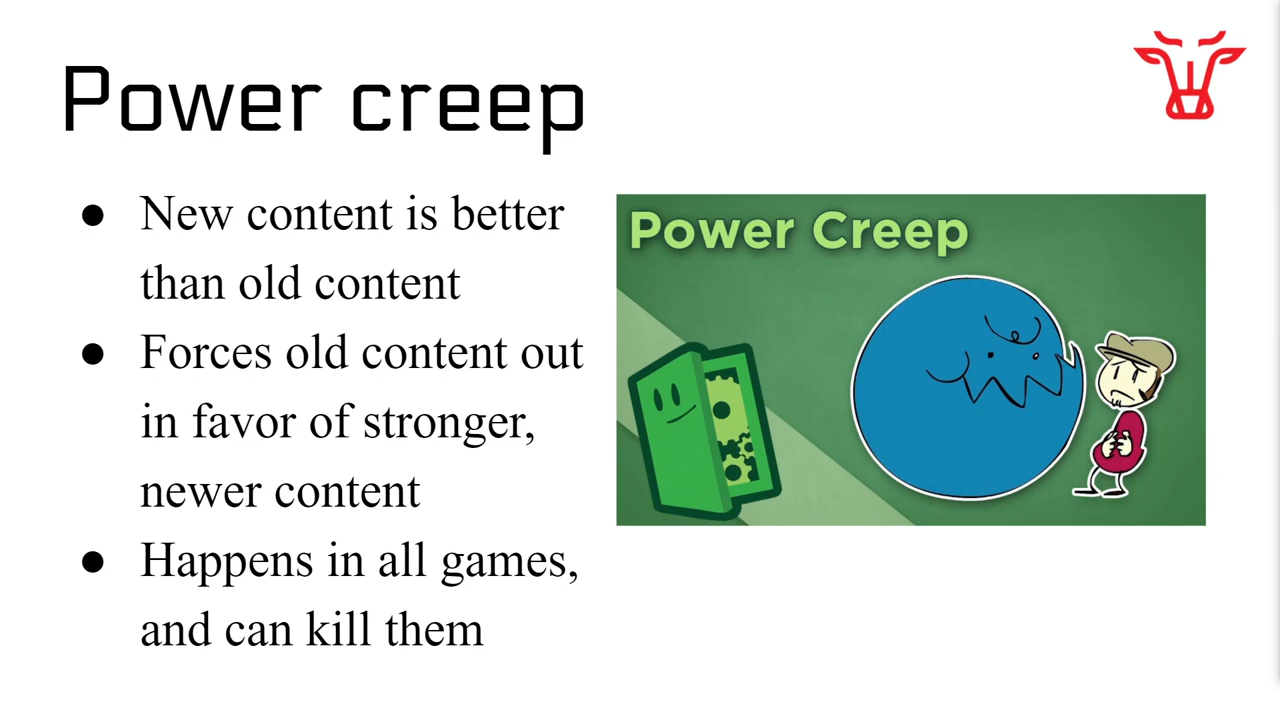 Power creep
● New content is better
than old content
● Forces old content out
in favor of stronger,
newer content
● Happens in all games,
and can kill them
Power Creep